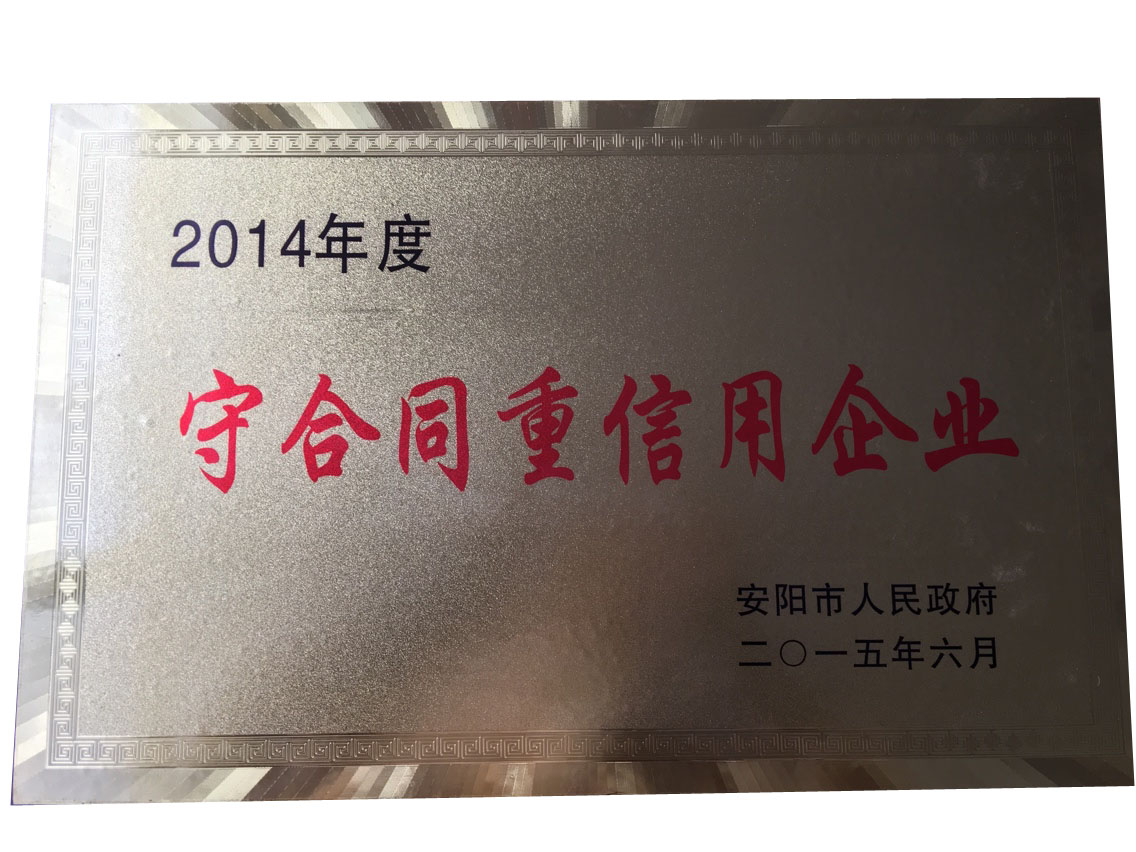 2014年度
守合同重信用企业
安阳市人民政府
二〇一五年六月